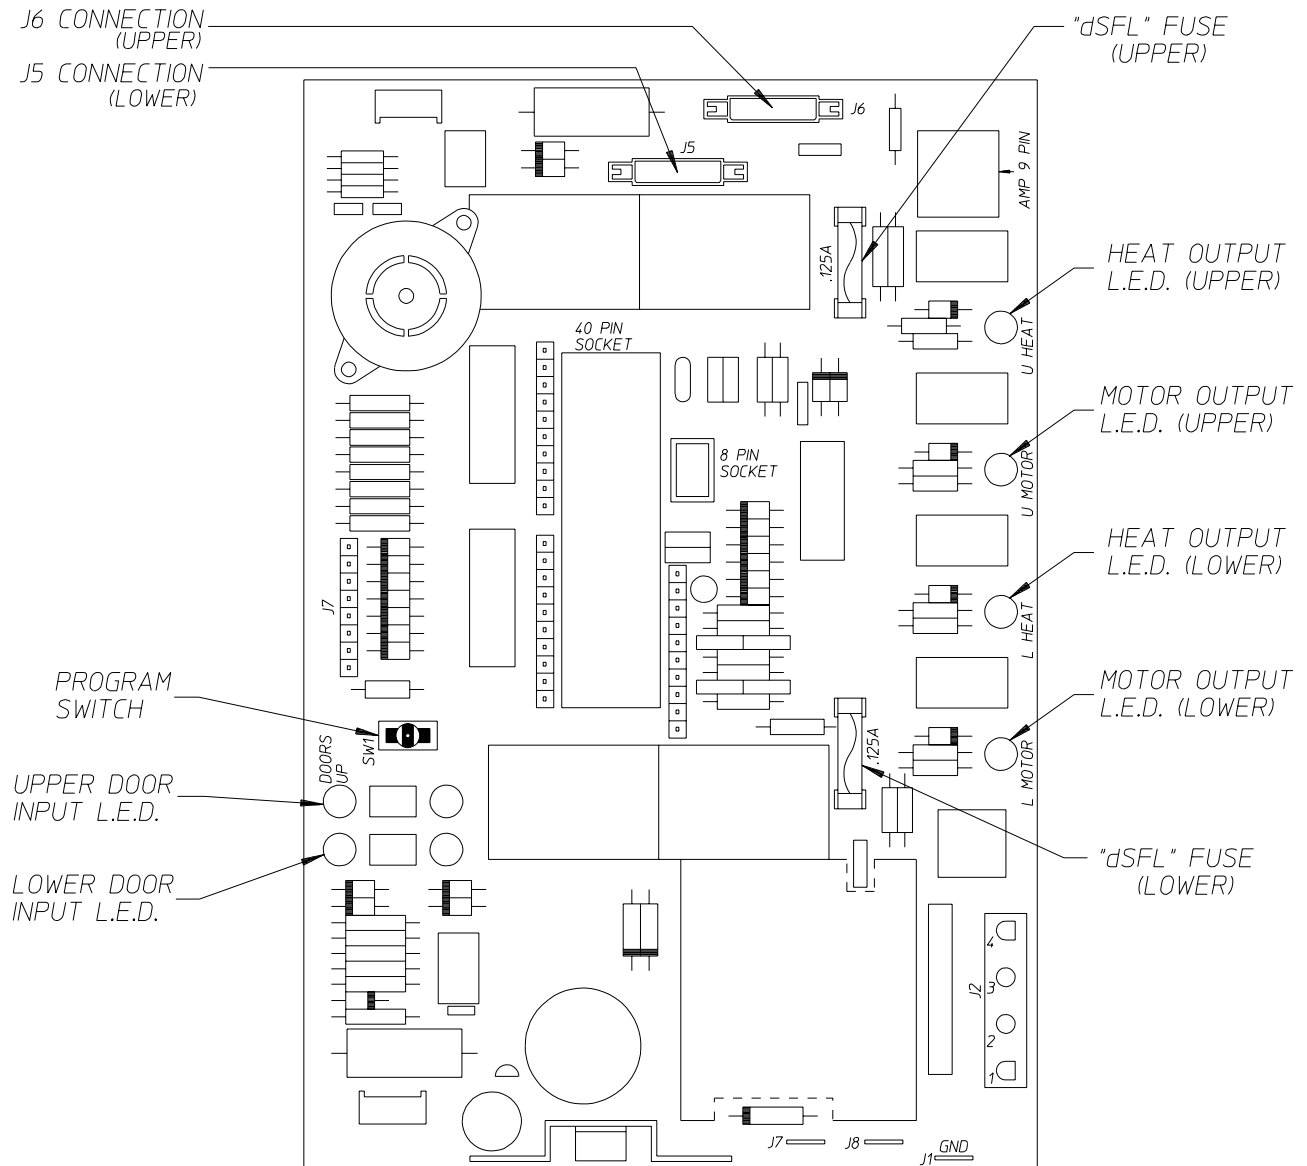 J6 CONNECTION
(UPPER)
"dSFL" FUSE
(UPPER)
J5 CONNECTION
(LOWER)
J6
J5
AMP 9 PIN
.125A
HEAT OUTPUT
L.E.D. (UPPER)
U HEAT
40 PIN
SOCKET
MOTOR OUTPUT
L.E.D. (UPPER)
U MOTOR
8 PIN
SOCKET
HEAT OUTPUT
L.E.D. (LOWER)
L HEAT
J7
PROGRAM
SWITCH
SW1
MOTOR OUTPUT
L.E.D. (LOWER)
L MOTOR
.125A
DOORS
UP
UPPER DOOR
INPUT L.E.D.
LOWER DOOR
INPUT L.E.D.
"dSFL" FUSE
(LOWER)
4
3
J2
2
1
J7
J8
GND
J1